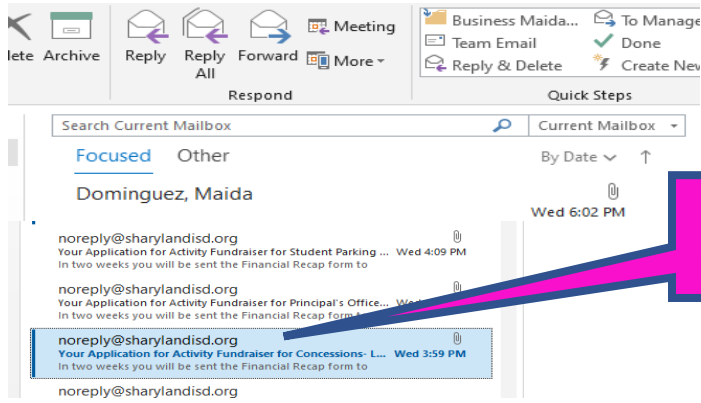 Business Maida... To Manage
Meeting
Team Email Done
Archive Reply Reply All Forward More Reply & Delete Create New
Respond Quick Steps
Search Current Mailbox Current Mailbox
Focused Other By Date
Dominguez, Maida
Wed 6:02 PM
noreply@sharylandisd.org
Your Application for Activity Fundraiser for Student Parking ... Wed 4:09 PM
In two weeks you will be sent the Financial Recap form to
noreply@sharylandisd.org
Your Application for Activity Fundraiser for Principal's Office...
In two weeks you will be sent the Financial Recap form
noreply@sharylandisd.org
Your Application for Activity Fundraiser for Concessions- L... Wed 3:59 PM
In two weeks you will be sent the Financial Recap form to
noreply@sharylandisd.org